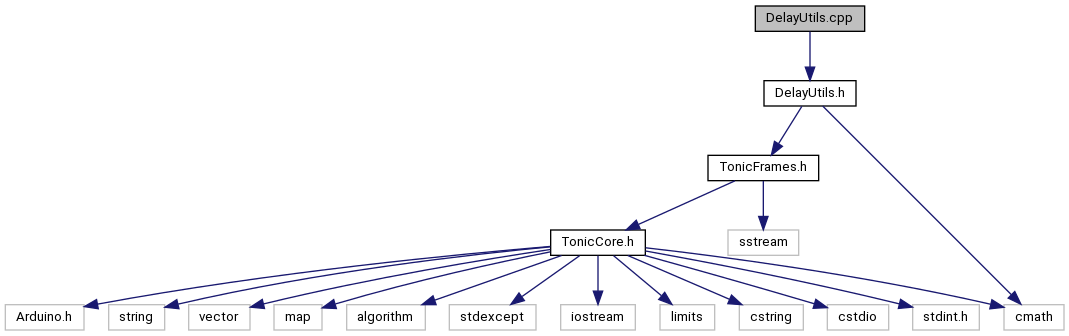 DelayUtils.cpp
DelayUtils.h
TonicFrames.h
TonicCore.h
sstream
Arduino.h
string
vector
map
algorithm
stdexcept
iostream
limits
cstring
cstdio
stdint.h
cmath